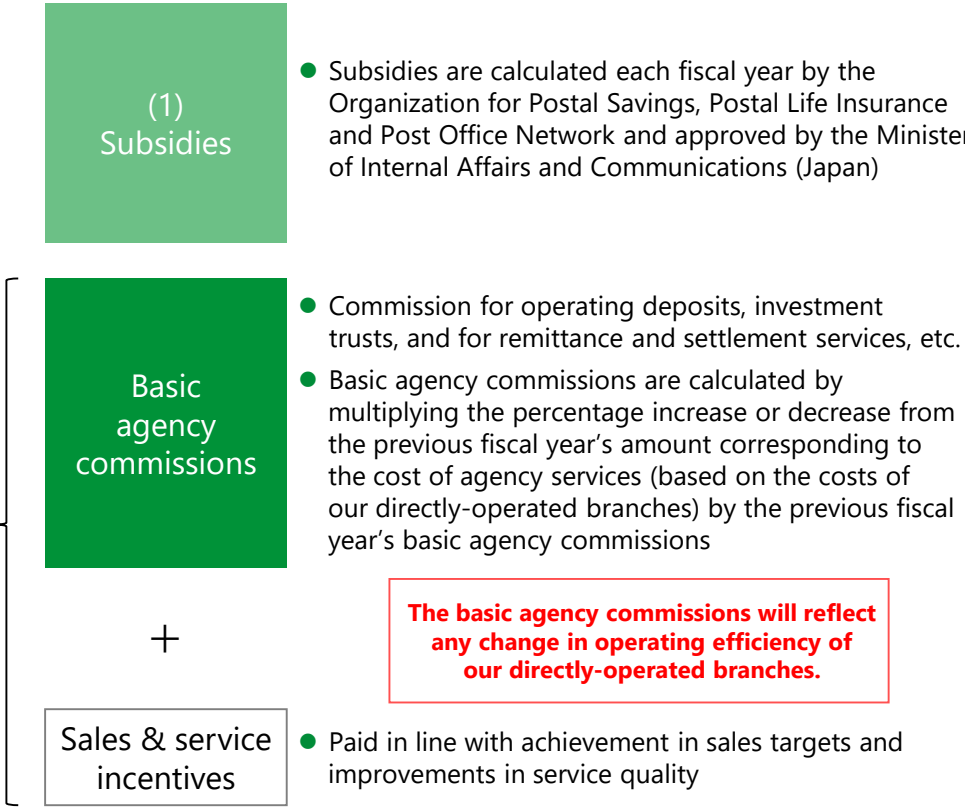 (1)
Subsidies
● Subsidies are calculated each fiscal year by the
Organization for Postal Savings, Postal Life Insurance
and Post Office Network and approved by the Minister
of Internal Affairs and Communications (Japan)
Basic
agency
commissions
● Commission for operating deposits, investment
trusts, and for remittance and settlement services, etc.
● Basic agency commissions are calculated by
multiplying the percentage increase or decrease from
the previous fiscal year’s amount corresponding to
the cost of agency services (based on the costs of
our directly-operated branches) by the previous fiscal
year’s basic agency commissions
+
The basic agency commissions will reflect
any change in operating efficiency of
our directly-operated branches.
Sales & service
incentives
● Paid in line with achievement in sales targets and
improvements in service quality